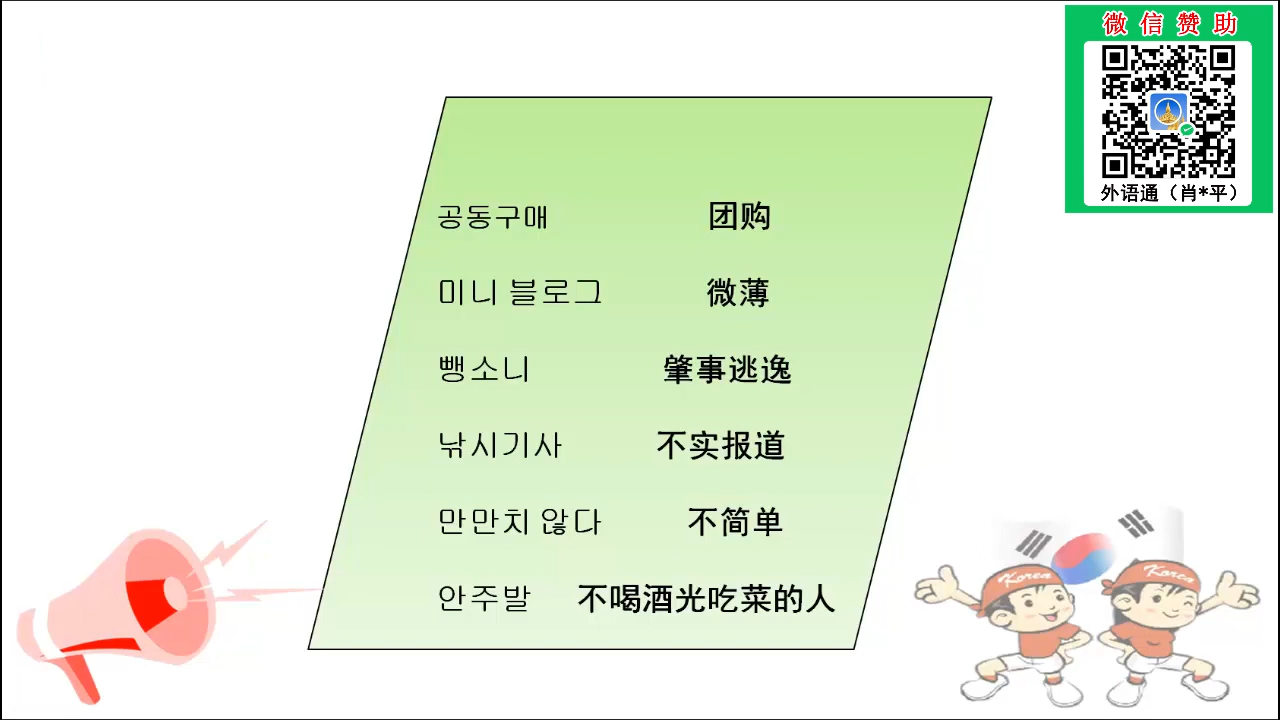 微信赞助
外语通（肖*平）
공동구매 团购
미니 블로그 微薄
뺑소니 肇事逃逸
낚시기사 不实报道
만만치 않다 不简单
안주발 不喝酒光吃菜的人
Korea
Korea